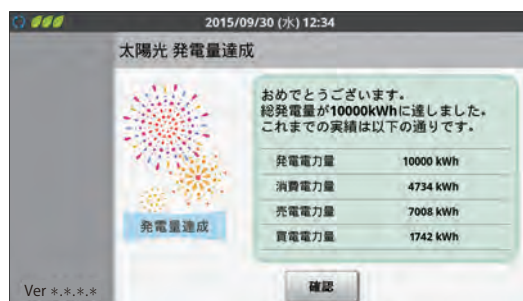 2015/09/30 (水) 12:34
太陽光 発電量達成
おめでとうございます。
総発電量が10000kWhに達しました。
これまでの実績は以下の通りです。
発電電力量 10000 kWh
消費電力量 4734 kWh
売電電力量 7008 kWh
買電電力量 1742 kWh
発電量達成
確認
Ver *.*.*.*